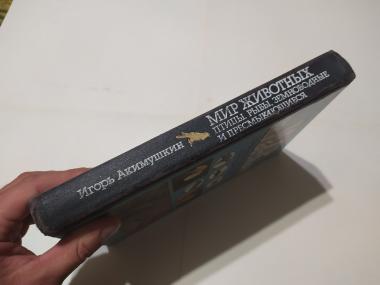 Игорь Акимушкин
МИР ЖИВОТНЫХ
ПТИЦЫ, РЫБЫ, ЗЕМНОВОДНЫЕ
И ПРЕСМЫКАЮЩИЕСЯ